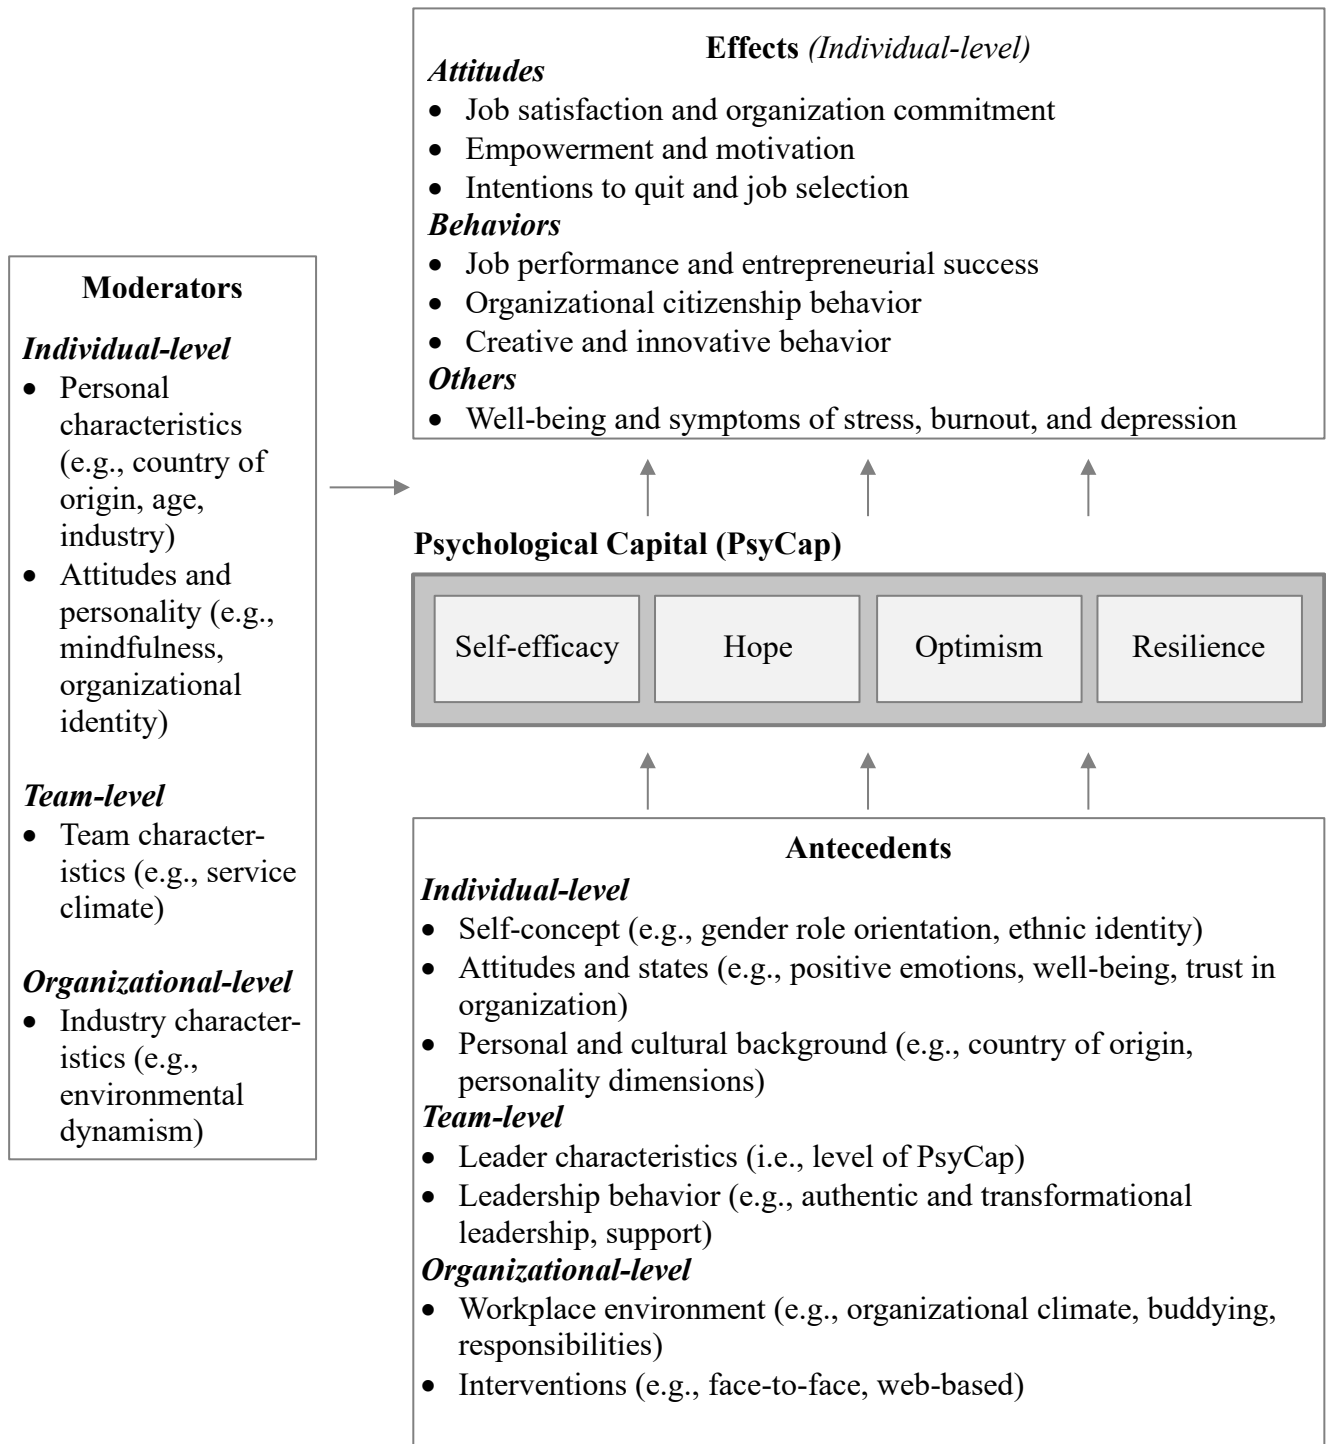 Effects (Individual-level)
Attitudes
• Job satisfaction and organization commitment
• Empowerment and motivation
• Intentions to quit and job selection
Behaviors
• Job performance and entrepreneurial success
• Organizational citizenship behavior
• Creative and innovative behavior
Others
• Well-being and symptoms of stress, burnout, and depression
Moderators
Individual-level
• Personal
characteristics
(e.g., country of
origin, age,
industry)
• Attitudes and
personality (e.g.,
mindfulness,
organizational
identity)
Team-level
• Team character-
istics (e.g., service
climate)
Organizational-level
• Industry character-
istics (e.g.,
environmental
dynamism)
Psychological Capital (PsyCap)
Self-efficacy
Hope
Optimism
Resilience
Antecedents
Individual-level
• Self-concept (e.g., gender role orientation, ethnic identity)
• Attitudes and states (e.g., positive emotions, well-being, trust in
organization)
• Personal and cultural background (e.g., country of origin,
personality dimensions)
Team-level
• Leader characteristics (i.e., level of PsyCap)
• Leadership behavior (e.g., authentic and transformational
leadership, support)
Organizational-level
• Workplace environment (e.g., organizational climate, buddying,
responsibilities)
• Interventions (e.g., face-to-face, web-based)